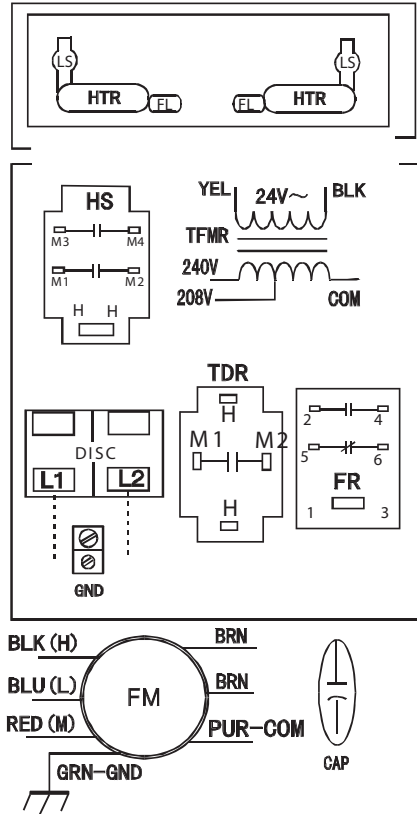 LS
LS
HTR
FL
FL
HTR
HS
M3
M4
M1
M2
H
H
YEL
24V~
BLK
TFMR
240V
208V
COM
DISC
L1
L2
GND
TDR
H
M1
M2
H
2
4
5
6
FR
1
3
BLK (H)
BLU (L)
RED (M)
FM
BRN
BRN
PUR-COM
GRN-GND
CAP